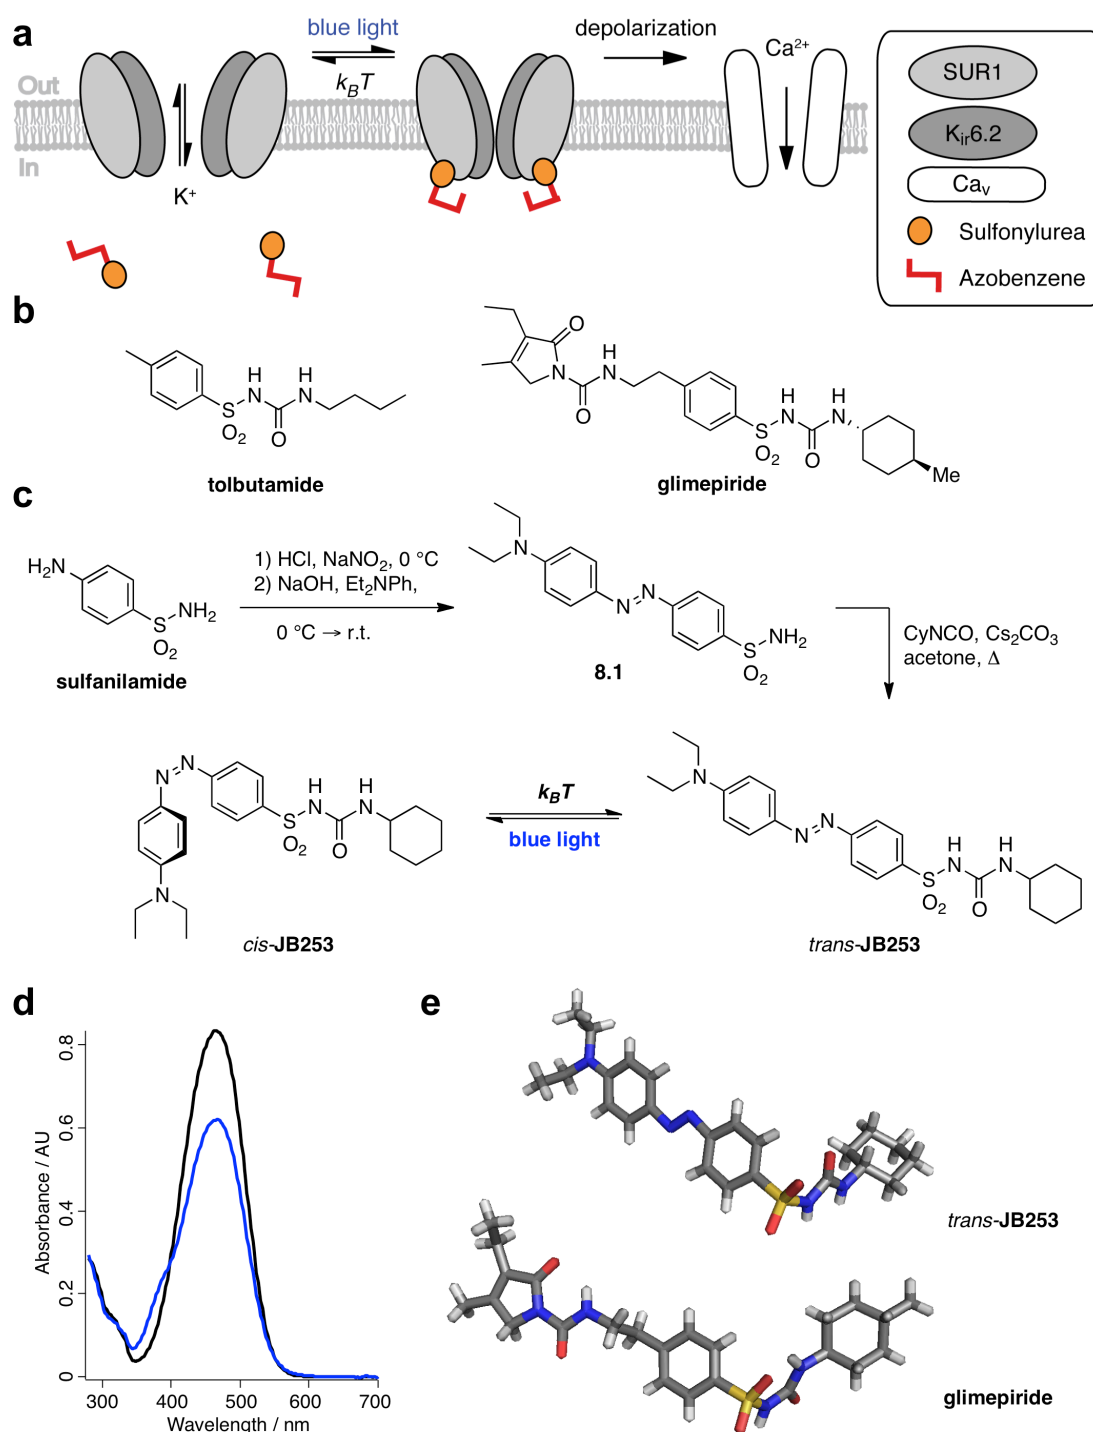 a
blue light
k_BT
depolarization
Ca²⁺
Out
In
K⁺
SUR1
K_ir6.2
Ca_v
Sulfonylurea
Azobenzene
b
H
N
N
H
S
O₂
O
tolbutamide
O
N
H
N
O
H
N
H
N
S
O₂
O
Me
glimepiride
c
H₂N
S
NH₂
O₂
sulfanilamide
1) HCl, NaNO₂, 0 °C
2) NaOH, Et₂NPh,
0 °C → r.t.
N
N
N
S
NH₂
O₂
8.1
CyNCO, Cs₂CO₃
acetone, Δ
N
N
H
N
H
N
S
O₂
O
N
cis-JB253
k_BT
blue light
N
N
N
H
N
H
N
S
O₂
O
trans-JB253
d
Absorbance / AU
0.8
0.6
0.4
0.2
0
300 400 500 600 700
Wavelength / nm
e
trans-JB253
glimepiride